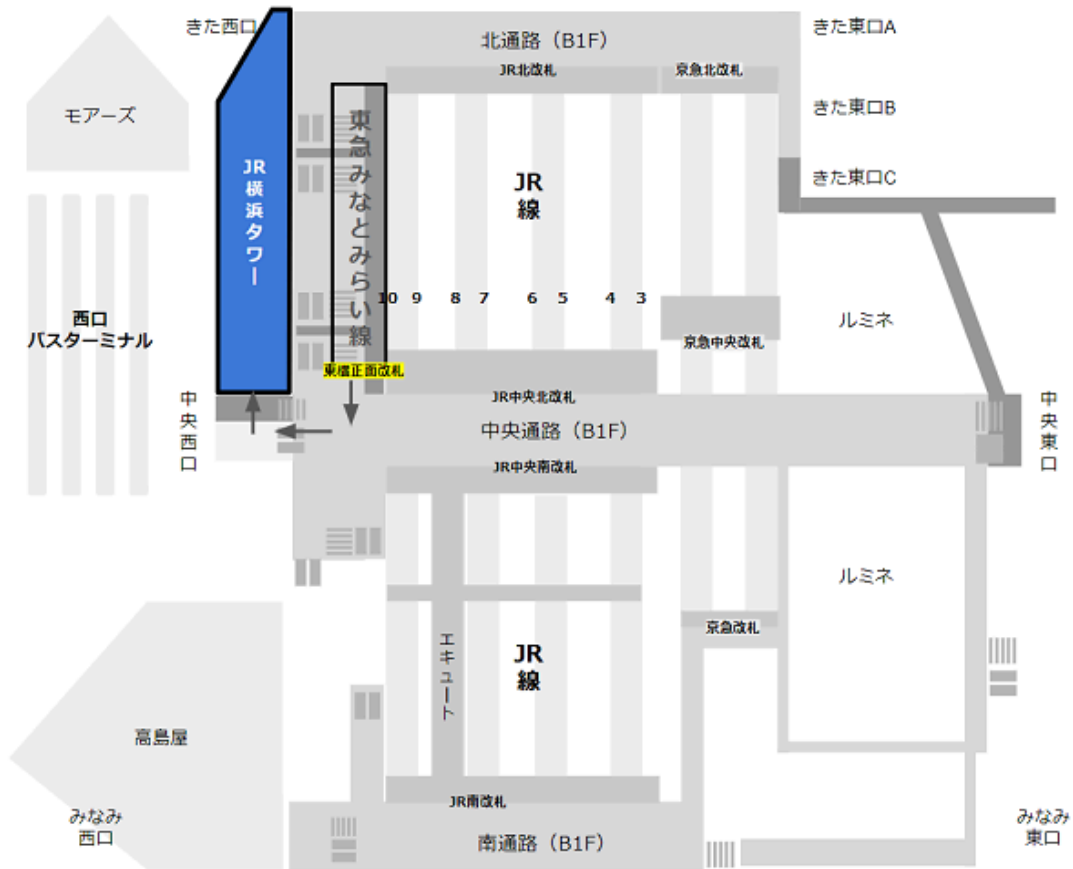 きた西口
北通路（B1F）
きた東口A
JR北改札
京急北改札
モアーズ
きた東口B
東急みなとみらい線
JR横浜タワー
JR
線
きた東口C
10 9 8 7 6 5 4 3
西口
バスターミナル
ルミネ
京急中央改札
東横正面改札
JR中央北改札
中央西口
中央通路（B1F）
中央東口
JR中央南改札
ルミネ
京急改札
エキュート
JR
線
高島屋
JR南改札
みなみ
西口
南通路（B1F）
みなみ
東口